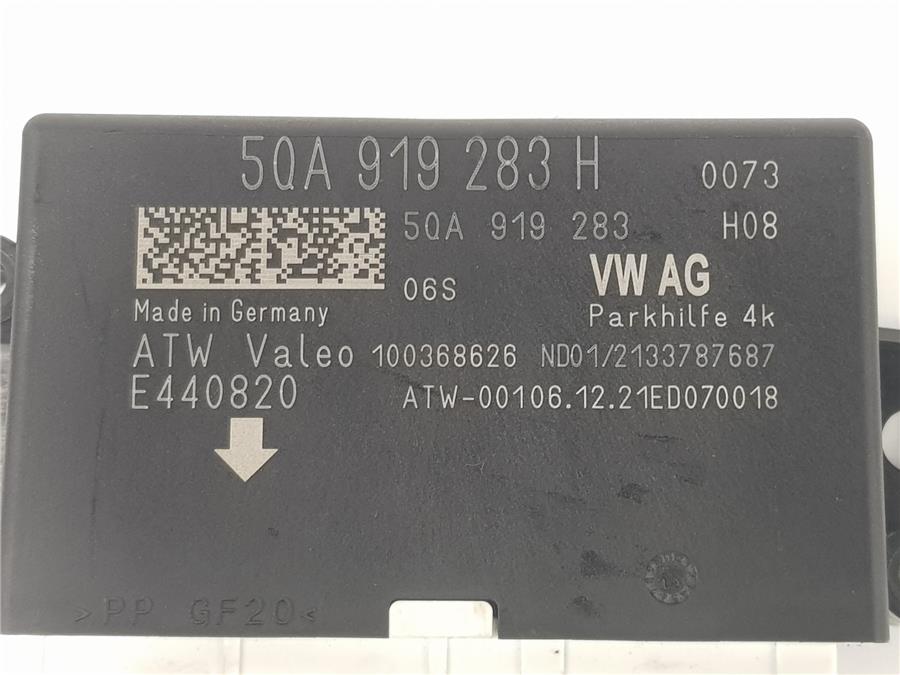 5QA 919 283 H 0073
5QA 919 283 H08
06S VW AG
Made in Germany Parkhilfe 4k
ATW Valeo 100368626 ND01/2133787687
E440820 ATW-00106.12.21ED070018
>PP GF20<